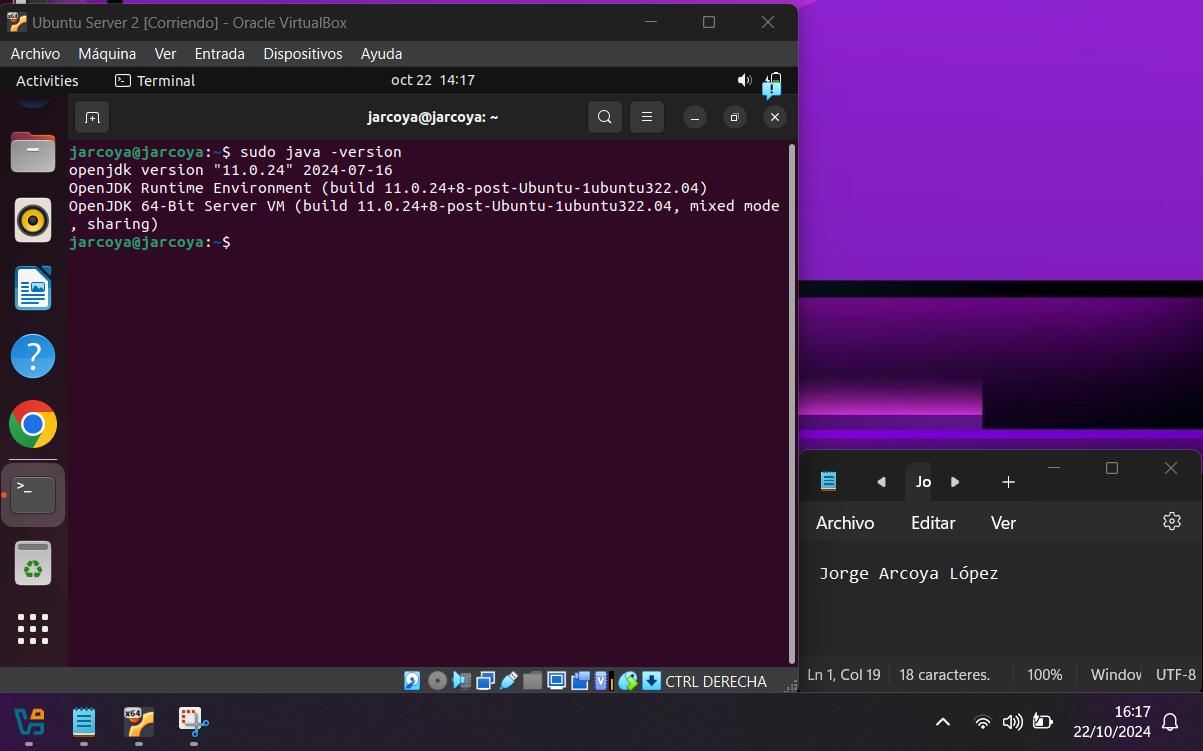 Ubuntu Server 2 [Corriendo] - Oracle VirtualBox
Archivo Máquina Ver Entrada Dispositivos Ayuda
Activities Terminal oct 22 14:17
jarcoya@jarcoya: ~
jarcoya@jarcoya:~$ sudo java -version
openjdk version "11.0.24" 2024-07-16
OpenJDK Runtime Environment (build 11.0.24+8-post-Ubuntu-1ubuntu322.04)
OpenJDK 64-Bit Server VM (build 11.0.24+8-post-Ubuntu-1ubuntu322.04, mixed mode
, sharing)
jarcoya@jarcoya:~$
CTRL DERECHA
Jo
Archivo Editar Ver
Jorge Arcoya López
Ln 1, Col 19 18 caracteres. 100% Window UTF-8
x64
16:17
22/10/2024